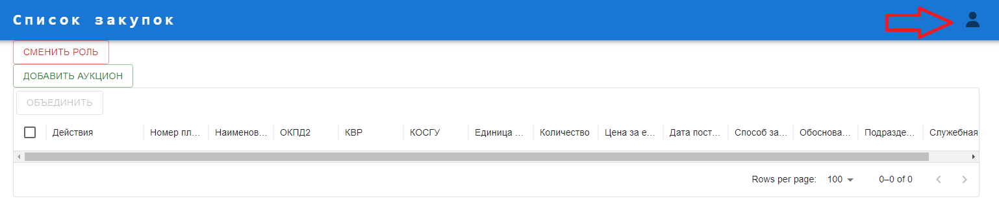 Список закупок
СМЕНИТЬ РОЛЬ
ДОБАВИТЬ АУКЦИОН
ОБЪЕДИНИТЬ
Действия Номер пл... Наименов... ОКПД2 КВР КОСГУ Единица ... Количество Цена за е... Дата пост... Способ за... Обоснова... Подразде... Служебная
Rows per page: 100 0–0 of 0